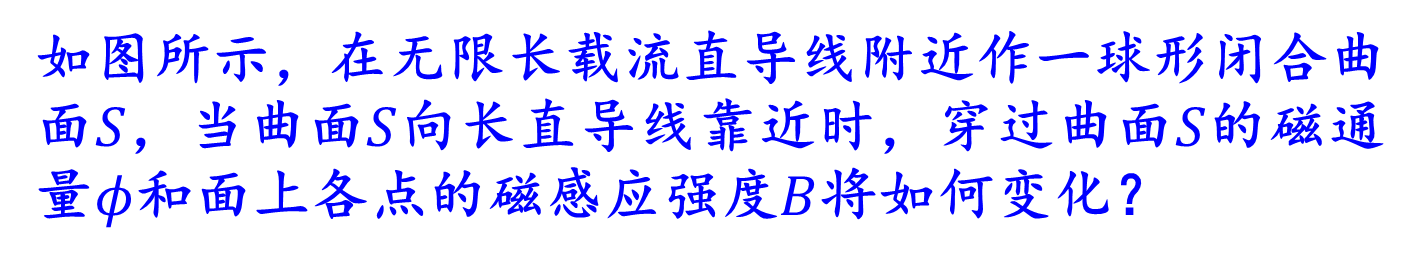 如图所示，在无限长载流直导线附近作一球形闭合曲
面S，当曲面S向长直导线靠近时，穿过曲面S的磁通
量ϕ和面上各点的磁感应强度B将如何变化？